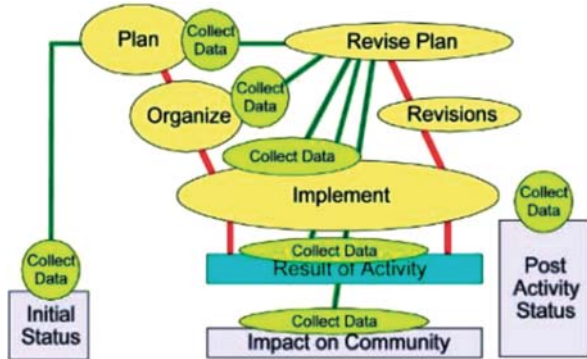 Plan
Collect
Data
Revise Plan
Collect
Data
Organize
Revisions
Collect Data
Implement
Collect
Data
Collect Data
Result of Activity
Collect
Data
Initial
Status
Post
Activity
Status
Collect Data
Impact on Community